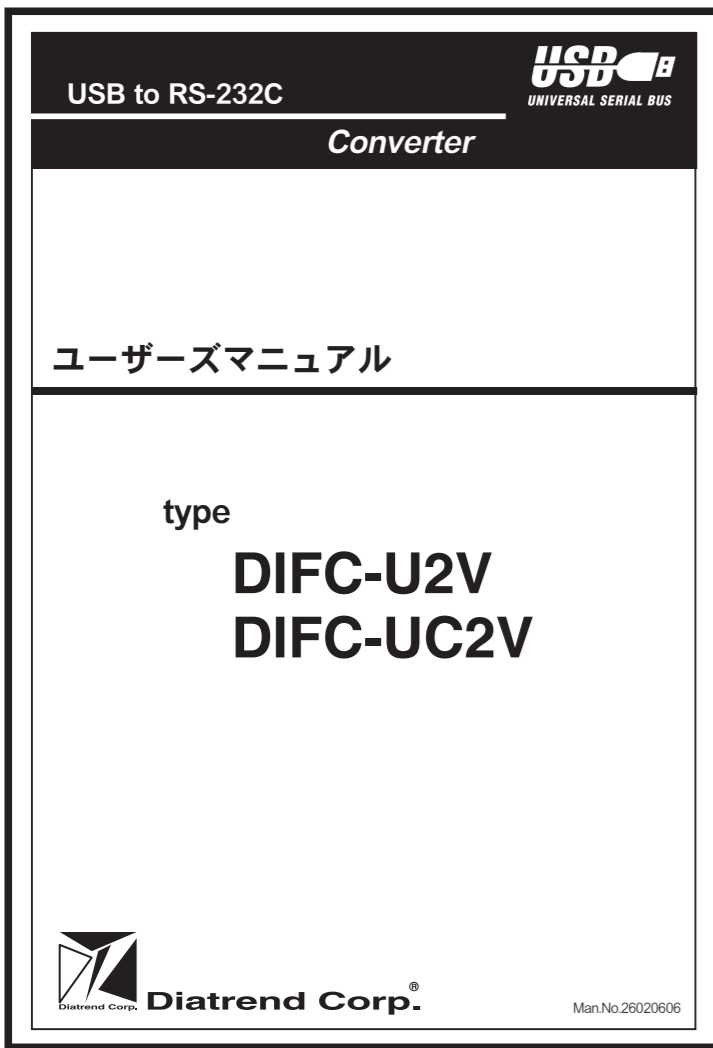 USB
UNIVERSAL SERIAL BUS
USB to RS-232C
Converter
ユーザーズマニュアル
type
DIFC-U2V
DIFC-UC2V
Diatrend Corp.
Diatrend Corp.®
Man.No.26020606